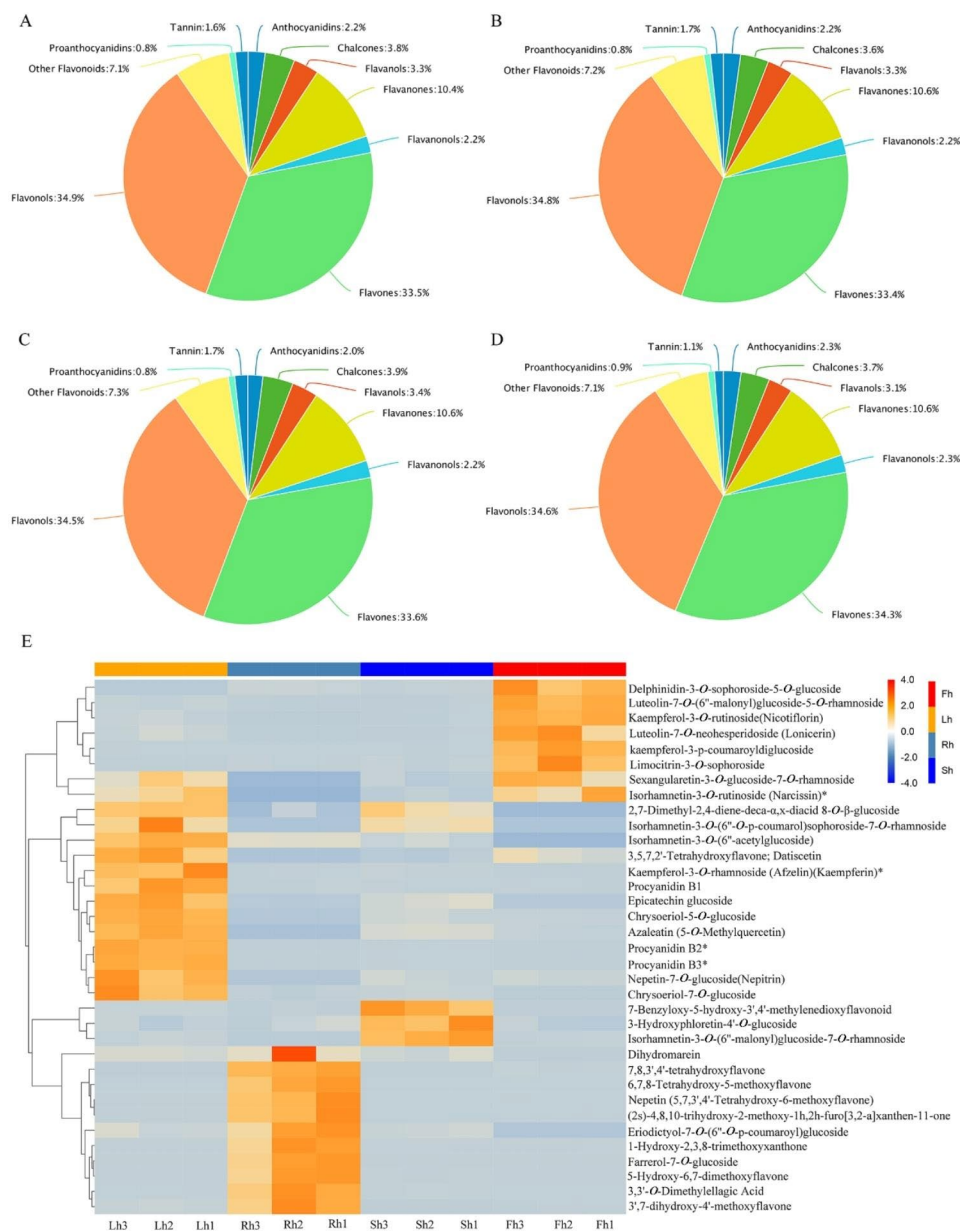 A
Tannin:1.6%
Anthocyanidins:2.2%
Proanthocyanidins:0.8%
Chalcones:3.8%
Other Flavonoids:7.1%
Flavanols:3.3%
Flavanones:10.4%
Flavanonols:2.2%
Flavonols:34.9%
Flavones:33.5%
B
Tannin:1.7%
Anthocyanidins:2.2%
Proanthocyanidins:0.8%
Chalcones:3.6%
Other Flavonoids:7.2%
Flavanols:3.3%
Flavanones:10.6%
Flavanonols:2.2%
Flavonols:34.8%
Flavones:33.4%
C
Tannin:1.7%
Anthocyanidins:2.0%
Proanthocyanidins:0.8%
Chalcones:3.9%
Other Flavonoids:7.3%
Flavanols:3.4%
Flavanones:10.6%
Flavanonols:2.2%
Flavonols:34.5%
Flavones:33.6%
D
Tannin:1.1%
Anthocyanidins:2.3%
Proanthocyanidins:0.9%
Chalcones:3.7%
Other Flavonoids:7.1%
Flavanols:3.1%
Flavanones:10.6%
Flavanonols:2.3%
Flavonols:34.6%
Flavones:34.3%
E
Delphinidin-3-O-sophoroside-5-O-glucoside
Luteolin-7-O-(6"-malonyl)glucoside-5-O-rhamnoside
Kaempferol-3-O-rutinoside(Nicotiflorin)
Luteolin-7-O-neohesperidoside (Lonicerin)
kaempferol-3-p-coumaroyldiglucoside
Limocitrin-3-O-sophoroside
Sexangularetin-3-O-glucoside-7-O-rhamnoside
Isorhamnetin-3-O-rutinoside (Narcissin)*
2,7-Dimethyl-2,4-diene-deca-α,x-diacid 8-O-β-glucoside
Isorhamnetin-3-O-(6"-O-p-coumarol)sophoroside-7-O-rhamnoside
Isorhamnetin-3-O-(6"-acetylglucoside)
3,5,7,2'-Tetrahydroxyflavone; Datiscetin
Kaempferol-3-O-rhamnoside (Afzelin)(Kaempferin)*
Procyanidin B1
Epicatechin glucoside
Chrysoeriol-5-O-glucoside
Azaleatin (5-O-Methylquercetin)
Procyanidin B2*
Procyanidin B3*
Nepetin-7-O-glucoside(Nepitrin)
Chrysoeriol-7-O-glucoside
7-Benzyloxy-5-hydroxy-3',4'-methylenedioxyflavonoid
3-Hydroxyphloretin-4'-O-glucoside
Isorhamnetin-3-O-(6"-malonyl)glucoside-7-O-rhamnoside
Dihydromarein
7,8,3',4'-tetrahydroxyflavone
6,7,8-Tetrahydroxy-5-methoxyflavone
Nepetin (5,7,3',4'-Tetrahydroxy-6-methoxyflavone)
(2s)-4,8,10-trihydroxy-2-methoxy-1h,2h-furo[3,2-a]xanthen-11-one
Eriodictyol-7-O-(6"-O-p-coumaroyl)glucoside
1-Hydroxy-2,3,8-trimethoxyxanthone
Farrerol-7-O-glucoside
5-Hydroxy-6,7-dimethoxyflavone
3,3'-O-Dimethylellagic Acid
3',7-dihydroxy-4'-methoxyflavone
4.0
2.0
0.0
-2.0
-4.0
Fh
Lh
Rh
Sh
Lh3 Lh2 Lh1 Rh3 Rh2 Rh1 Sh3 Sh2 Sh1 Fh3 Fh2 Fh1